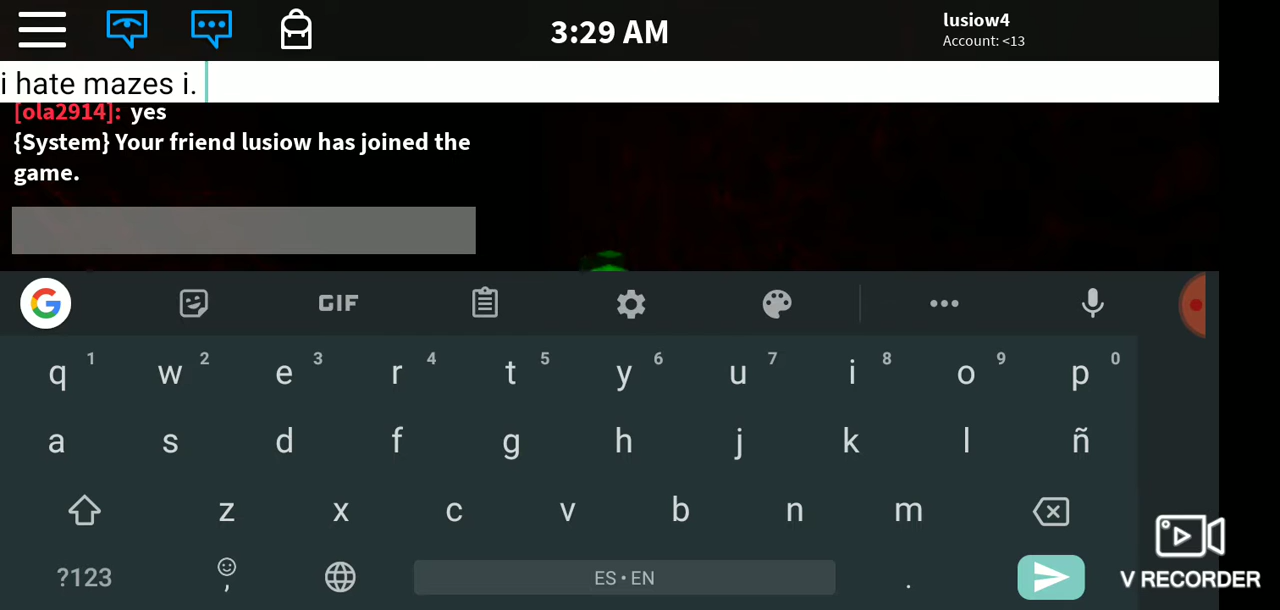 3:29 AM
lusiow4
Account: <13
i hate mazes i.
[ola2914]: yes
{System} Your friend lusiow has joined the
game.
G GIF
q 1 w 2 e 3 r 4 t 5 y 6 u 7 i 8 o 9 p 0
a s d f g h j k l ñ
z x c v b n m
?123 , ES • EN .
V RECORDER